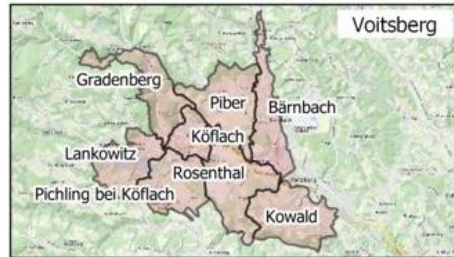 Voitsberg
Gradenberg
Piber
Bärnbach
Köflach
Lankowitz
Rosenthal
Pichling bei Köflach
Kowald